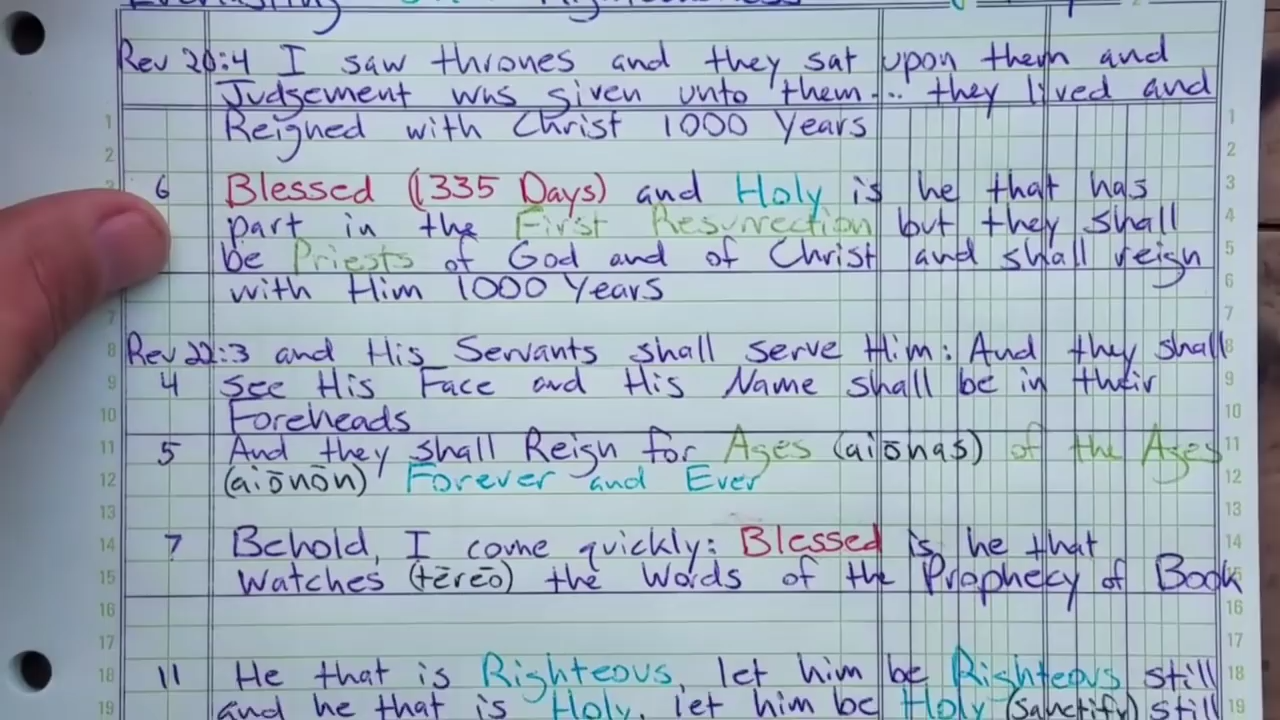 Rev 20:4 I saw thrones and they sat upon them and
Judgement was given unto them... they lived and
Reigned with Christ 1000 Years
6 Blessed (1335 Days) and Holy is he that has
part in the First Resurrection but they shall
be Priests of God and of Christ and shall reign
with Him 1000 Years
Rev 22:3 and His Servants shall serve Him: And they shall
4 see His Face and His Name shall be in their
Foreheads
5 And they shall Reign for Ages (aiōnas) of the Ages
(aiōnōn) Forever and Ever
7 Behold, I come quickly: Blessed is he that
Watches (tēreō) the Words of the Prophecy of Book
11 He that is Righteous, let him be Righteous still
and he that is Holy, let him be Holy (sanctify) still